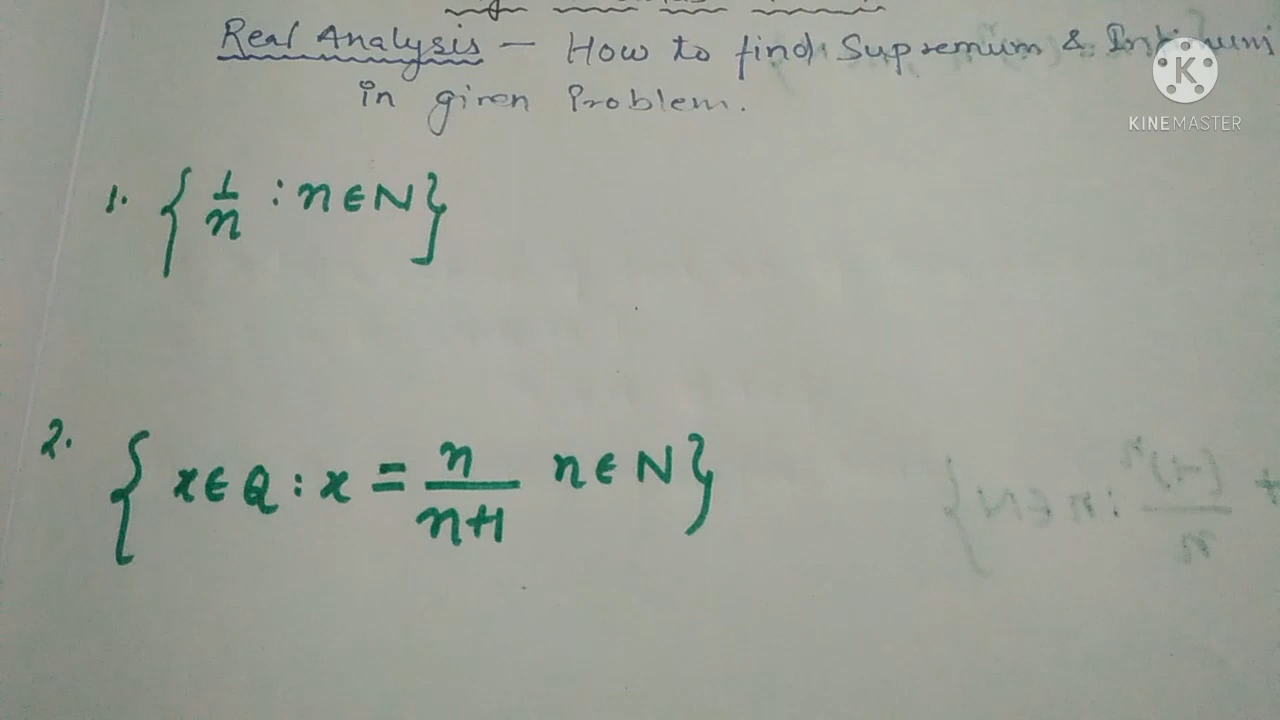 Real Analysis – How to find Supremum &
in given Problem.
1. { 1/n : n ∈ N }
2. { x ∈ Q : x = n/n+1 n ∈ N }
KINEMASTER